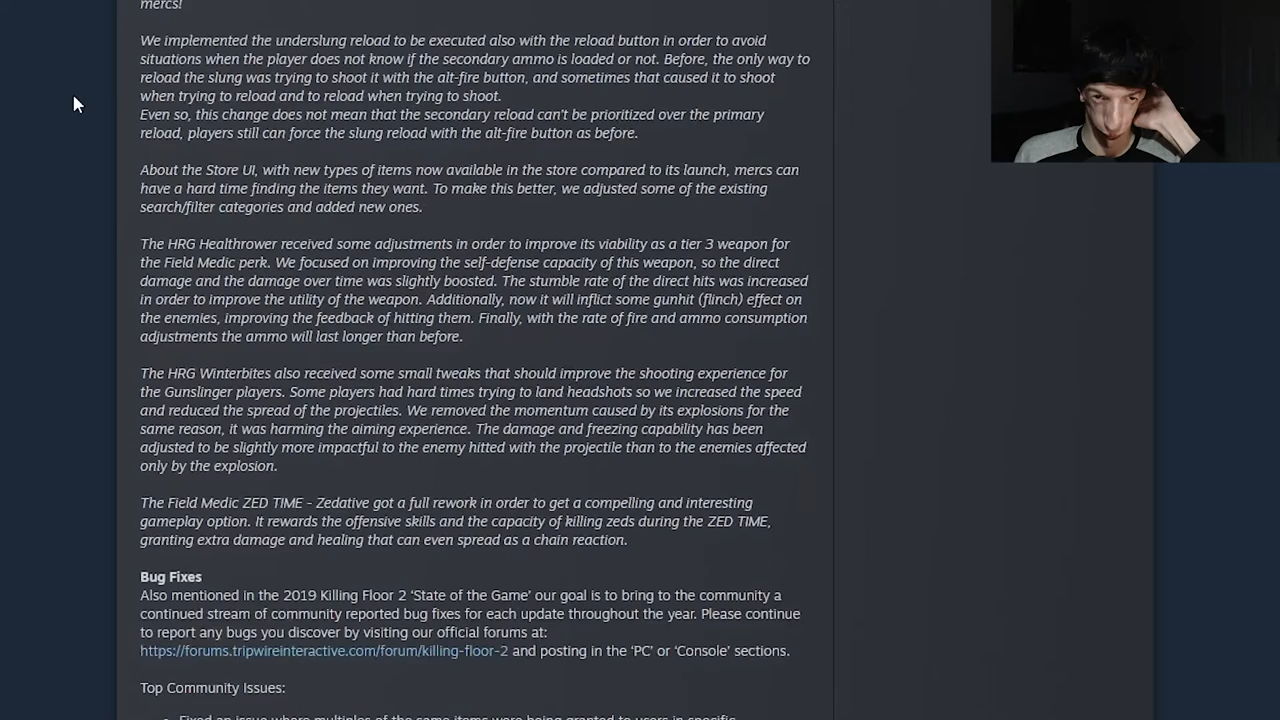 mercs!
We implemented the underslung reload to be executed also with the reload button in order to avoid
situations when the player does not know if the secondary ammo is loaded or not. Before, the only way to
reload the slung was trying to shoot it with the alt-fire button, and sometimes that caused it to shoot
when trying to reload and to reload when trying to shoot.
Even so, this change does not mean that the secondary reload can't be prioritized over the primary
reload, players still can force the slung reload with the alt-fire button as before.
About the Store UI, with new types of items now available in the store compared to its launch, mercs can
have a hard time finding the items they want. To make this better, we adjusted some of the existing
search/filter categories and added new ones.
The HRG Healthrower received some adjustments in order to improve its viability as a tier 3 weapon for
the Field Medic perk. We focused on improving the self-defense capacity of this weapon, so the direct
damage and the damage over time was slightly boosted. The stumble rate of the direct hits was increased
in order to improve the utility of the weapon. Additionally, now it will inflict some gunhit (flinch) effect on
the enemies, improving the feedback of hitting them. Finally, with the rate of fire and ammo consumption
adjustments the ammo will last longer than before.
The HRG Winterbites also received some small tweaks that should improve the shooting experience for
the Gunslinger players. Some players had hard times trying to land headshots so we increased the speed
and reduced the spread of the projectiles. We removed the momentum caused by its explosions for the
same reason, it was harming the aiming experience. The damage and freezing capability has been
adjusted to be slightly more impactful to the enemy hitted with the projectile than to the enemies affected
only by the explosion.
The Field Medic ZED TIME - Zedative got a full rework in order to get a compelling and interesting
gameplay option. It rewards the offensive skills and the capacity of killing zeds during the ZED TIME,
granting extra damage and healing that can even spread as a chain reaction.
Bug Fixes
Also mentioned in the 2019 Killing Floor 2 ‘State of the Game’ our goal is to bring to the community a
continued stream of community reported bug fixes for each update throughout the year. Please continue
to report any bugs you discover by visiting our official forums at:
https://forums.tripwireinteractive.com/forum/killing-floor-2 and posting in the ‘PC’ or ‘Console’ sections.
Top Community Issues:
Fixed an issue where multiples of the same items were being granted to users in specific